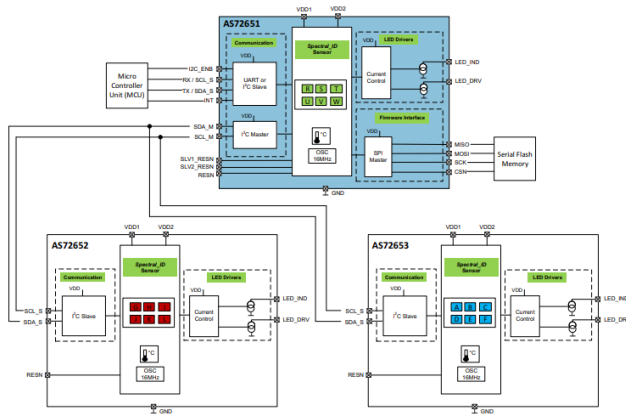 VDD1 VDD2
AS72651
Communication
Spectral_ID
Sensor
LED Drivers
VDD
VDD
LED_IND
LED_DRV
Micro
Controller
Unit (MCU)
I2C_ENB
RX / SCL_S
TX / SDA_S
INT
UART or
I²C Slave
R S T
U V W
Current
Control
Firmware Interface
SDA_M
SCL_M
VDD
I²C Master
°C
OSC
16MHz
VDD
SPI
Master
MISO
MOSI
SCK
CSN
Serial Flash
Memory
SLV1_RESN
SLV2_RESN
RESN
GND
VDD1 VDD2
AS72652
Communication
Spectral_ID
Sensor
LED Drivers
VDD
VDD
LED_IND
LED_DRV
SCL_S
SDA_S
I²C Slave
Current
Control
°C
OSC
16MHz
RESN
GND
VDD1 VDD2
AS72653
Communication
Spectral_ID
Sensor
LED Drivers
VDD
VDD
LED_IN
LED_DR
SCL_S
SDA_S
I²C Slave
A B C
D E F
Current
Control
°C
OSC
16MHz
RESN
GND